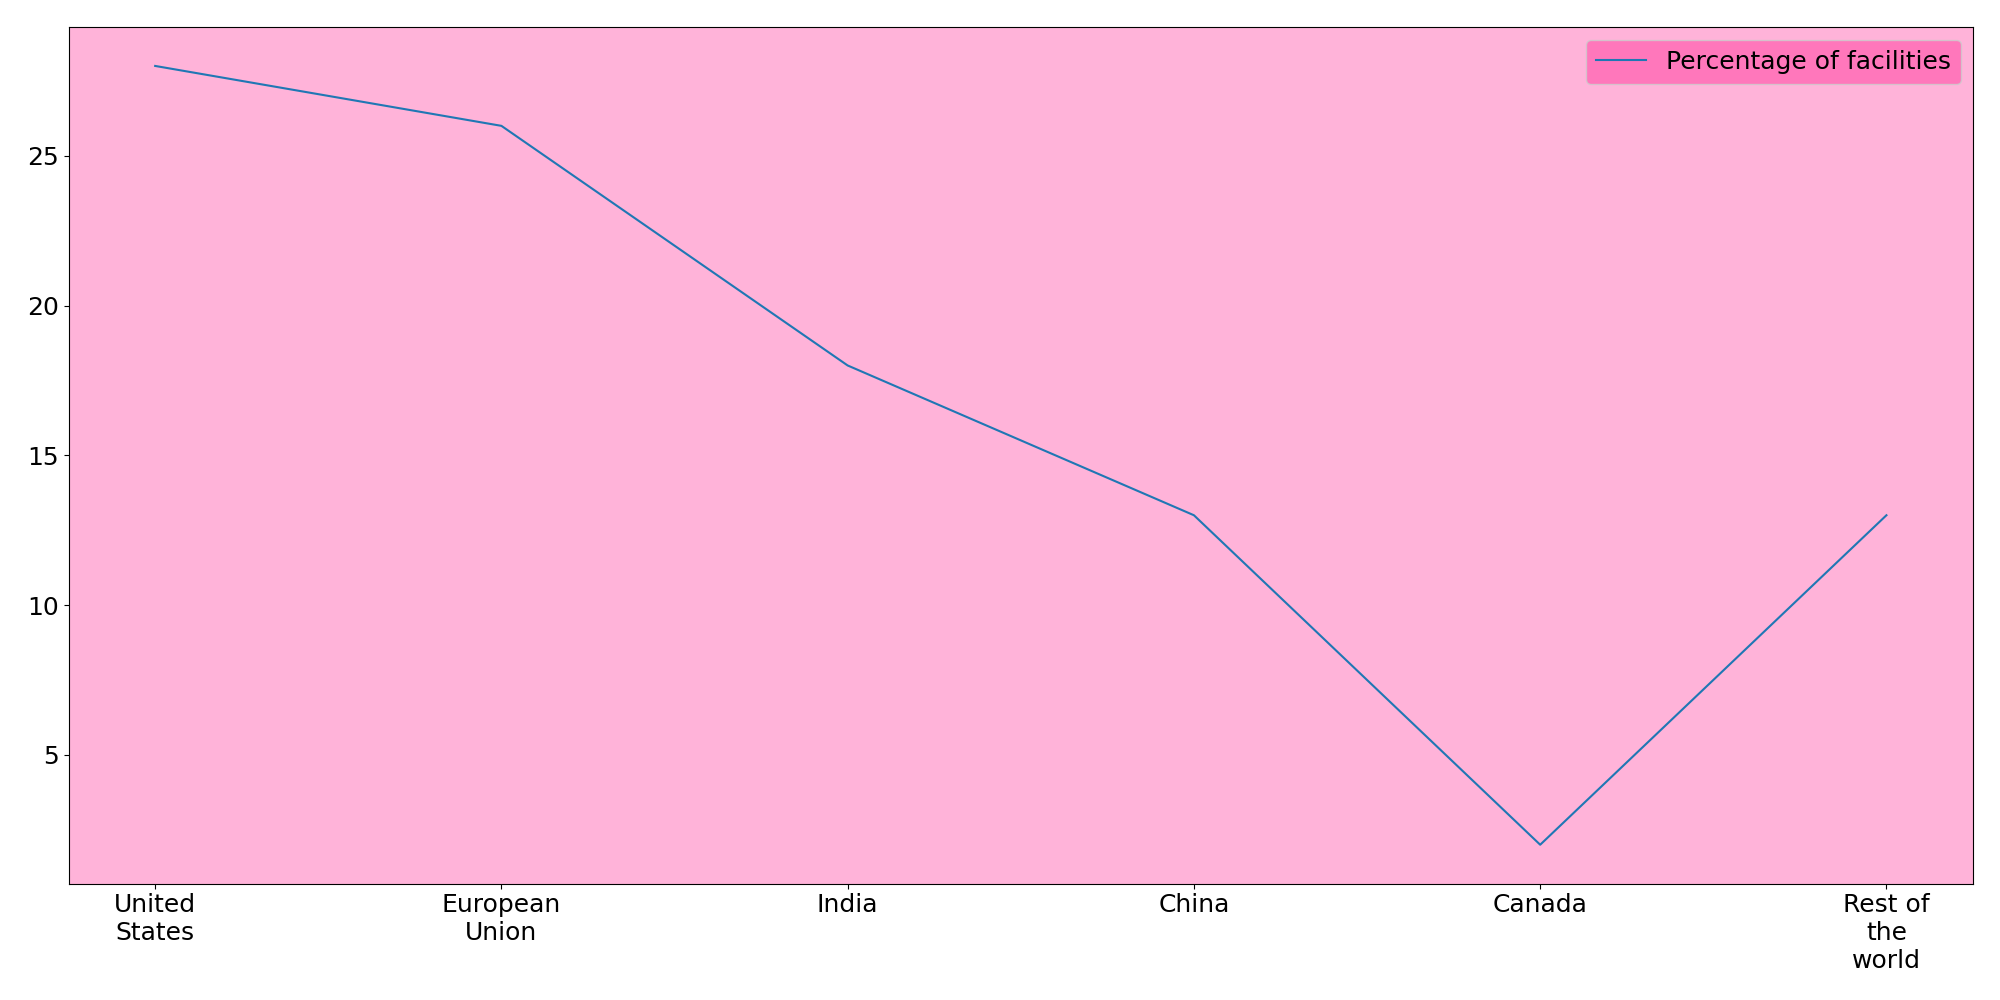 Percentage of facilities
25
20
15
10
5
United
States
European
Union
India
China
Canada
Rest of
the
world